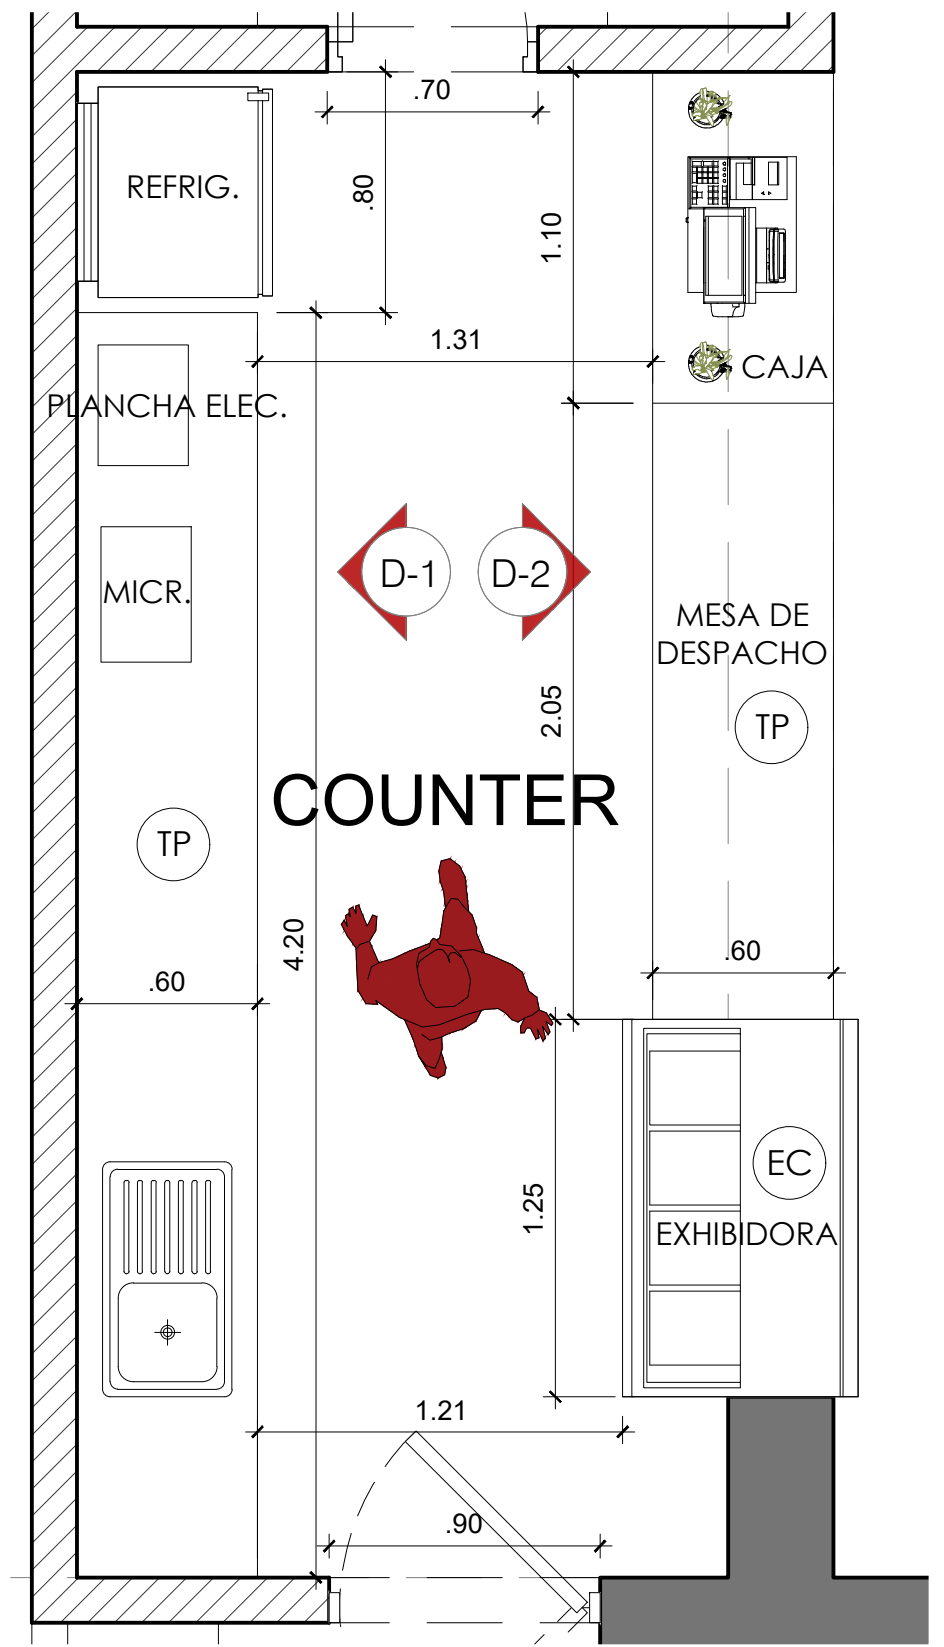 .70
REFRIG.
.80
1.10
1.31
CAJA
PLANCHA ELEC.
D-1
D-2
MICR.
MESA DE
DESPACHO
2.05
TP
COUNTER
TP
4.20
.60
.60
1.25
EC
EXHIBIDORA
1.21
.90